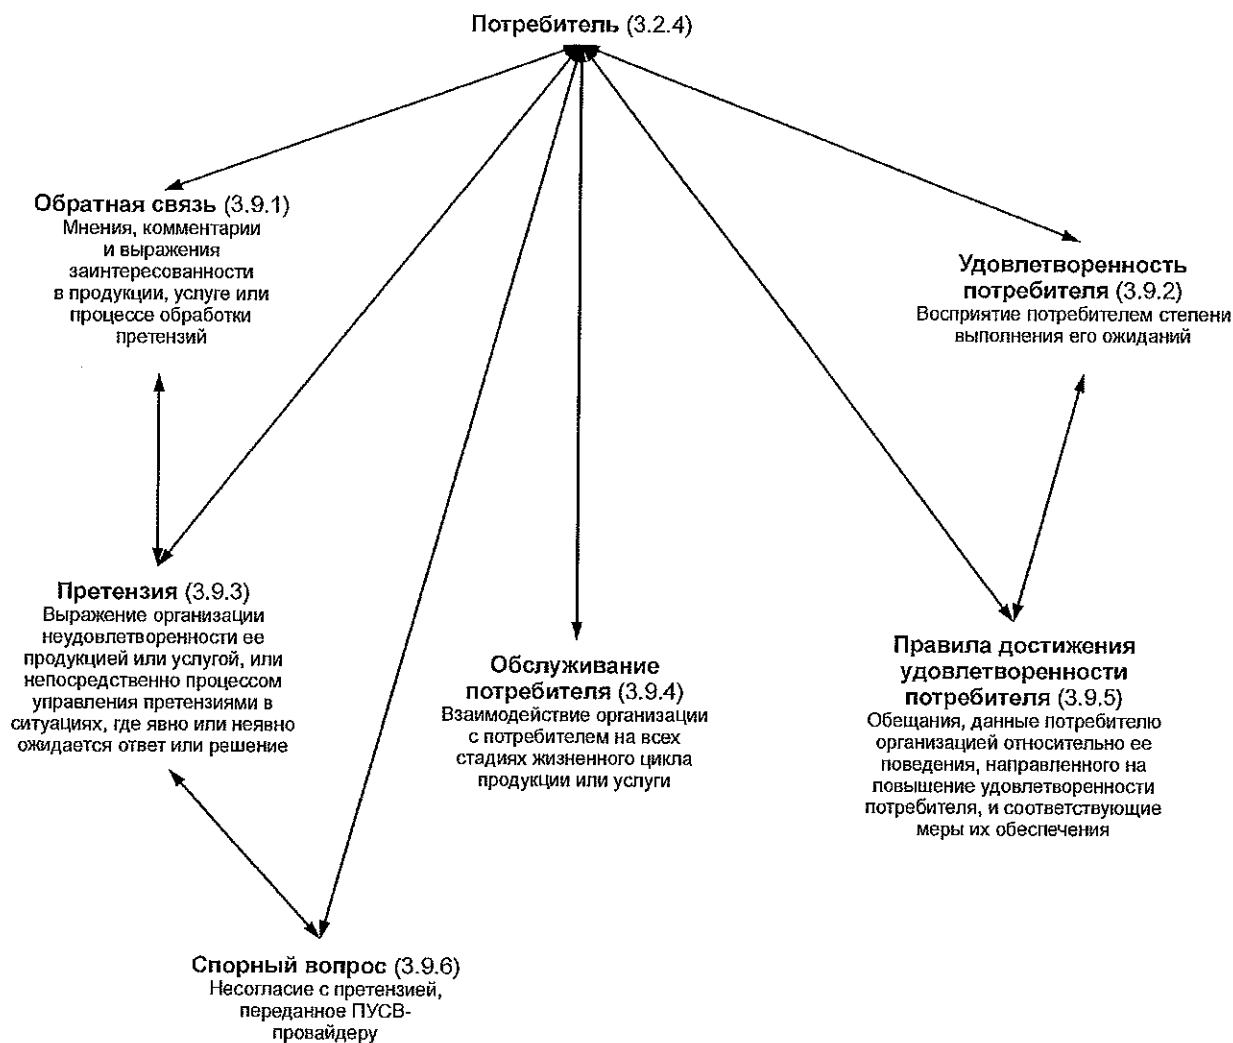 Потребитель (3.2.4)
Обратная связь (3.9.1)
Мнения, комментарии
и выражения
заинтересованности
в продукции, услуге или
процессе обработки
претензий
Удовлетворенность
потребителя (3.9.2)
Восприятие потребителем степени
выполнения его ожиданий
Претензия (3.9.3)
Выражение организации
неудовлетворенности ее
продукцией или услугой, или
непосредственно процессом
управления претензиями в
ситуациях, где явно или неявно
ожидается ответ или решение
Обслуживание
потребителя (3.9.4)
Взаимодействие организации
с потребителем на всех
стадиях жизненного цикла
продукции или услуги
Правила достижения
удовлетворенности
потребителя (3.9.5)
Обещания, данные потребителю
организацией относительно ее
поведения, направленного на
повышение удовлетворенности
потребителя, и соответствующие
меры их обеспечения
Спорный вопрос (3.9.6)
Несогласие с претензией,
переданное ПУСВ-
провайдеру